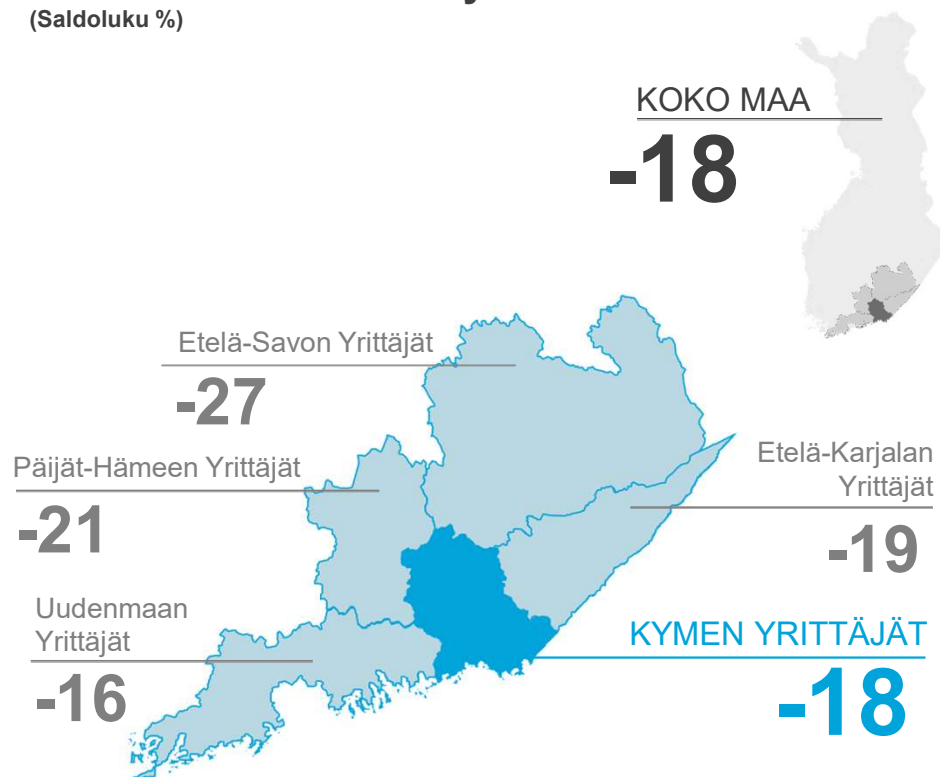 (Saldoluku %)
KOKO MAA
-18
Etelä-Savon Yrittäjät
-27
Päijät-Hämeen Yrittäjät
-21
Etelä-Karjalan
Yrittäjät
-19
Uudenmaan
Yrittäjät
-16
KYMEN YRITTÄJÄT
-18